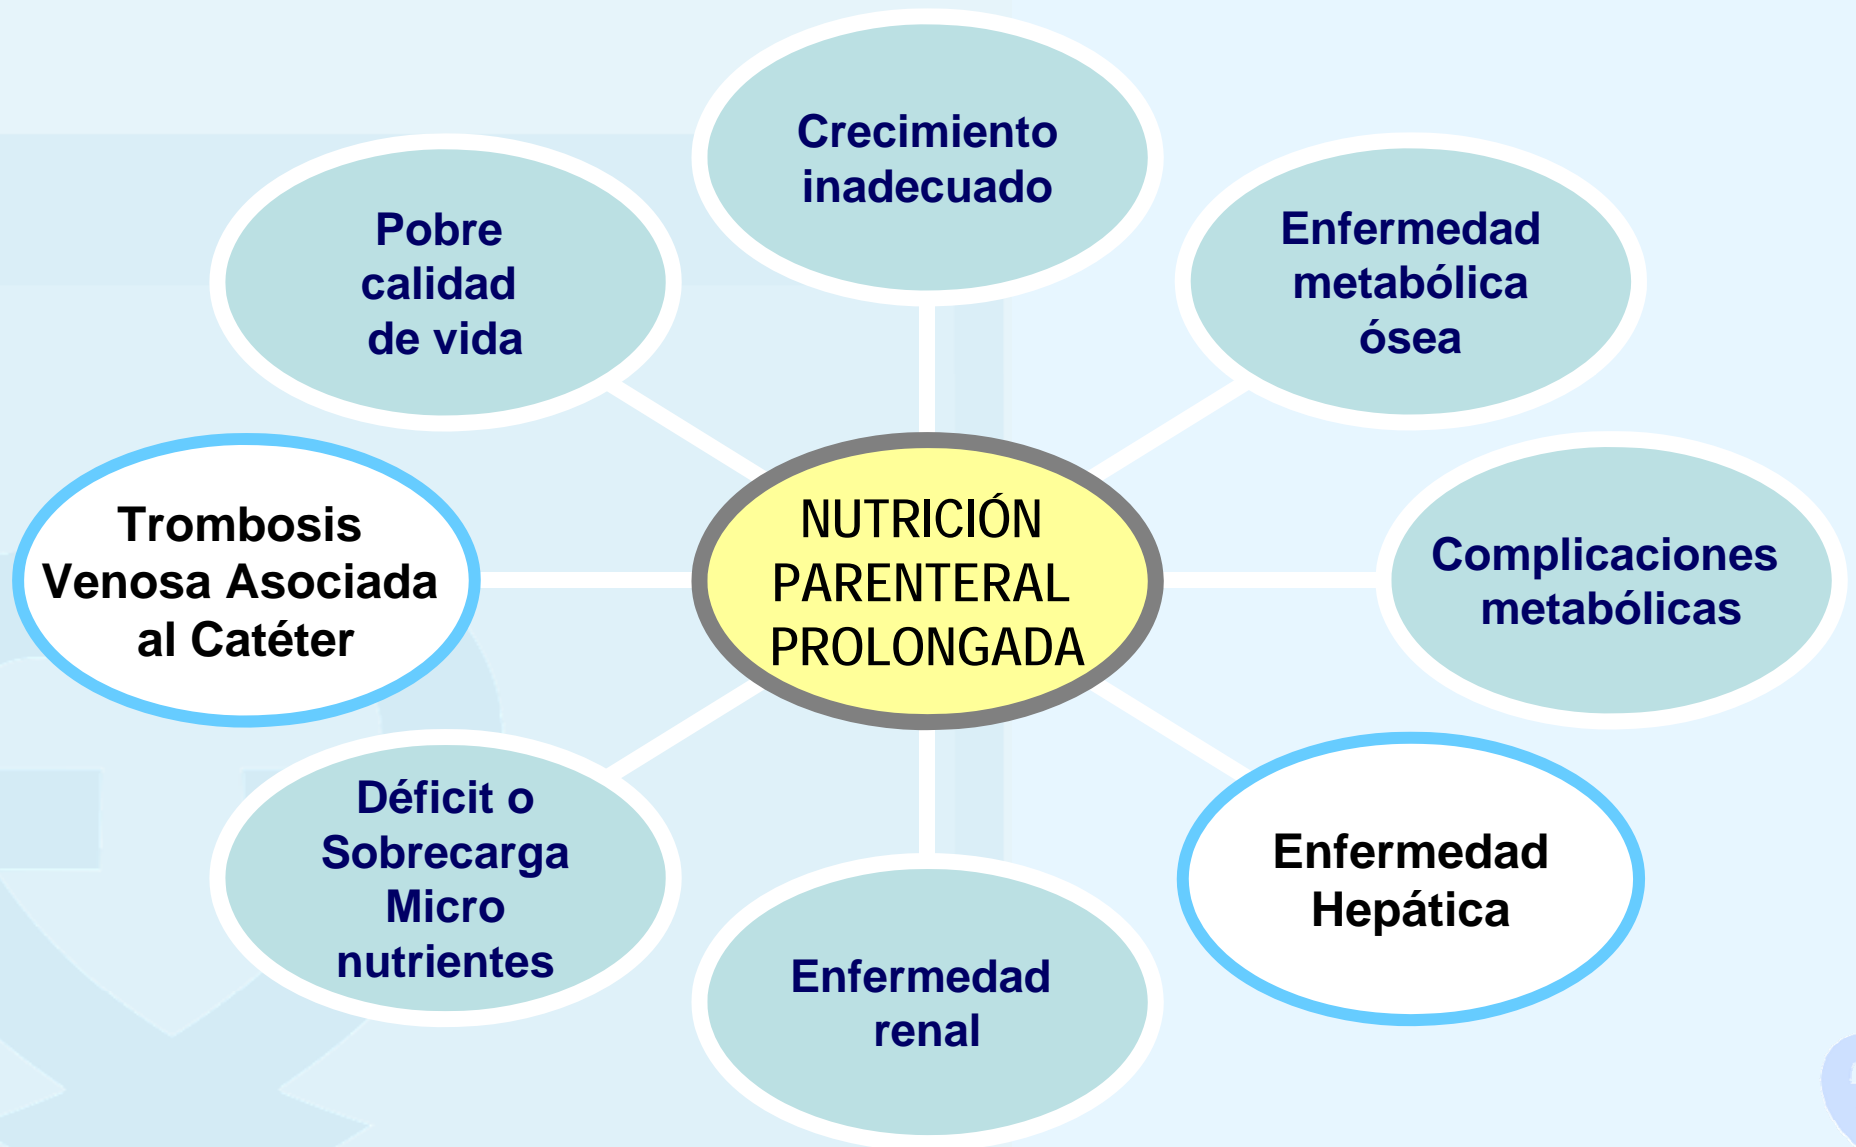 Crecimiento
inadecuado
Pobre
calidad
de vida
Enfermedad
metabólica
ósea
Trombosis
Venosa Asociada
al Catéter
NUTRICIÓN
PARENTERAL
PROLONGADA
Complicaciones
metabólicas
Déficit o
Sobrecarga
Micro
nutrientes
Enfermedad
Hepática
Enfermedad
renal